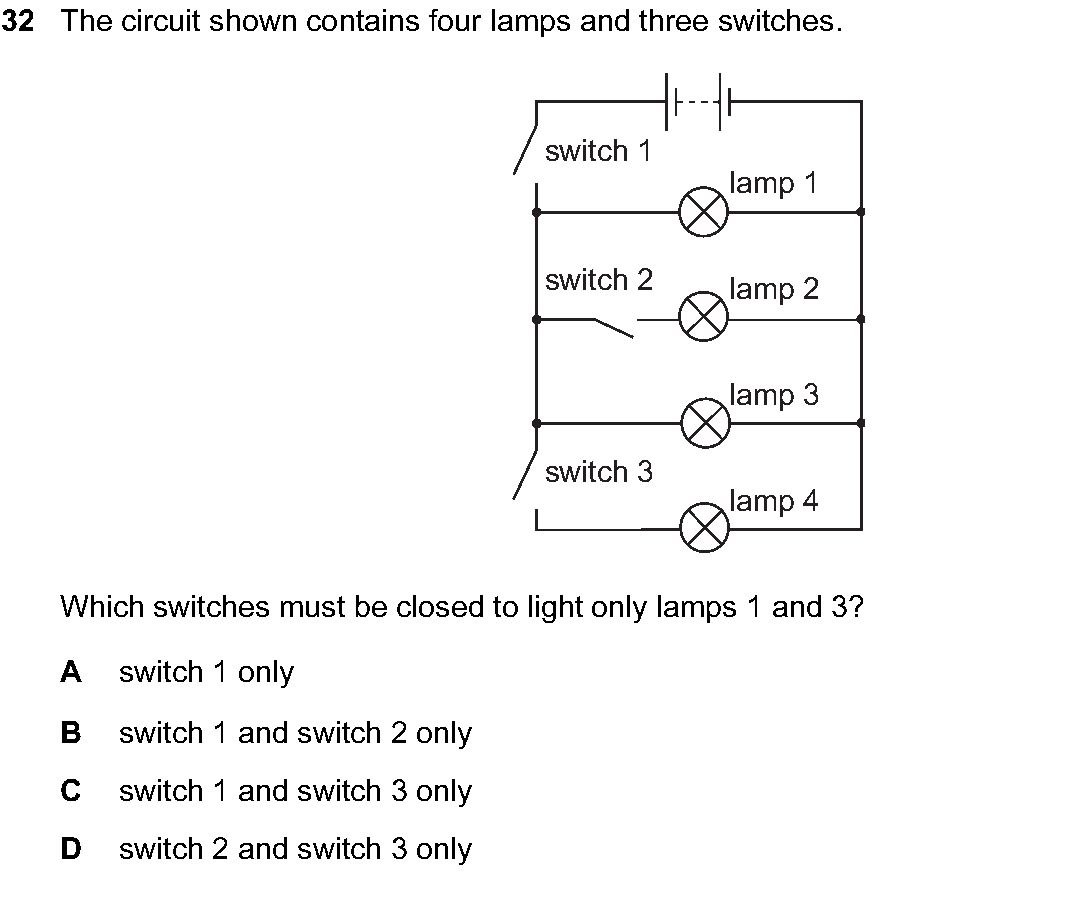 32 The circuit shown contains four lamps and three switches.
switch 1
lamp 1
switch 2
lamp 2
lamp 3
switch 3
lamp 4
Which switches must be closed to light only lamps 1 and 3?
A switch 1 only
B switch 1 and switch 2 only
C switch 1 and switch 3 only
D switch 2 and switch 3 only